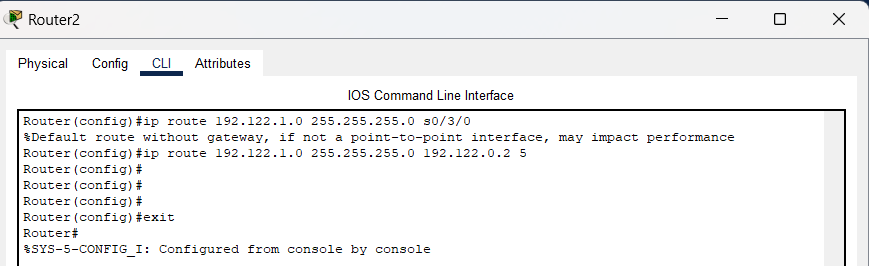 Router2
Physical Config CLI Attributes
IOS Command Line Interface
Router(config)#ip route 192.122.1.0 255.255.255.0 s0/3/0
%Default route without gateway, if not a point-to-point interface, may impact performance
Router(config)#ip route 192.122.1.0 255.255.255.0 192.122.0.2 5
Router(config)#
Router(config)#
Router(config)#
Router(config)#exit
Router#
%SYS-5-CONFIG_I: Configured from console by console